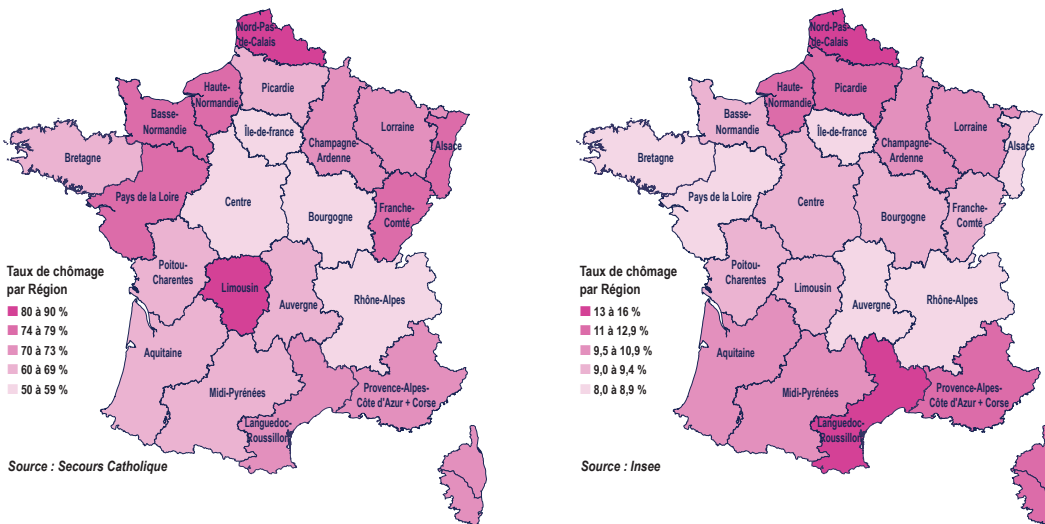 Nord-Pas-
de-Calais
Haute-
Normandie
Picardie
Basse-
Normandie
Île-de-france
Champagne-
Ardenne
Lorraine
Alsace
Bretagne
Pays de la Loire
Centre
Bourgogne
Franche-
Comté
Poitou-
Charentes
Limousin
Auvergne
Rhône-Alpes
Aquitaine
Midi-Pyrénées
Languedoc-
Roussillon
Provence-Alpes-
Côte d'Azur + Corse
Taux de chômage
par Région
80 à 90 %
74 à 79 %
70 à 73 %
60 à 69 %
50 à 59 %
Source : Secours Catholique
Nord-Pas-
de-Calais
Haute-
Normandie
Picardie
Basse-
Normandie
Île-de-france
Champagne-
Ardenne
Lorraine
Alsace
Bretagne
Pays de la Loire
Centre
Bourgogne
Franche-
Comté
Poitou-
Charentes
Limousin
Auvergne
Rhône-Alpes
Aquitaine
Midi-Pyrénées
Languedoc-
Roussillon
Provence-Alpes-
Côte d'Azur + Corse
Taux de chômage
par Région
13 à 16 %
11 à 12,9 %
9,5 à 10,9 %
9,0 à 9,4 %
8,0 à 8,9 %
Source : Insee